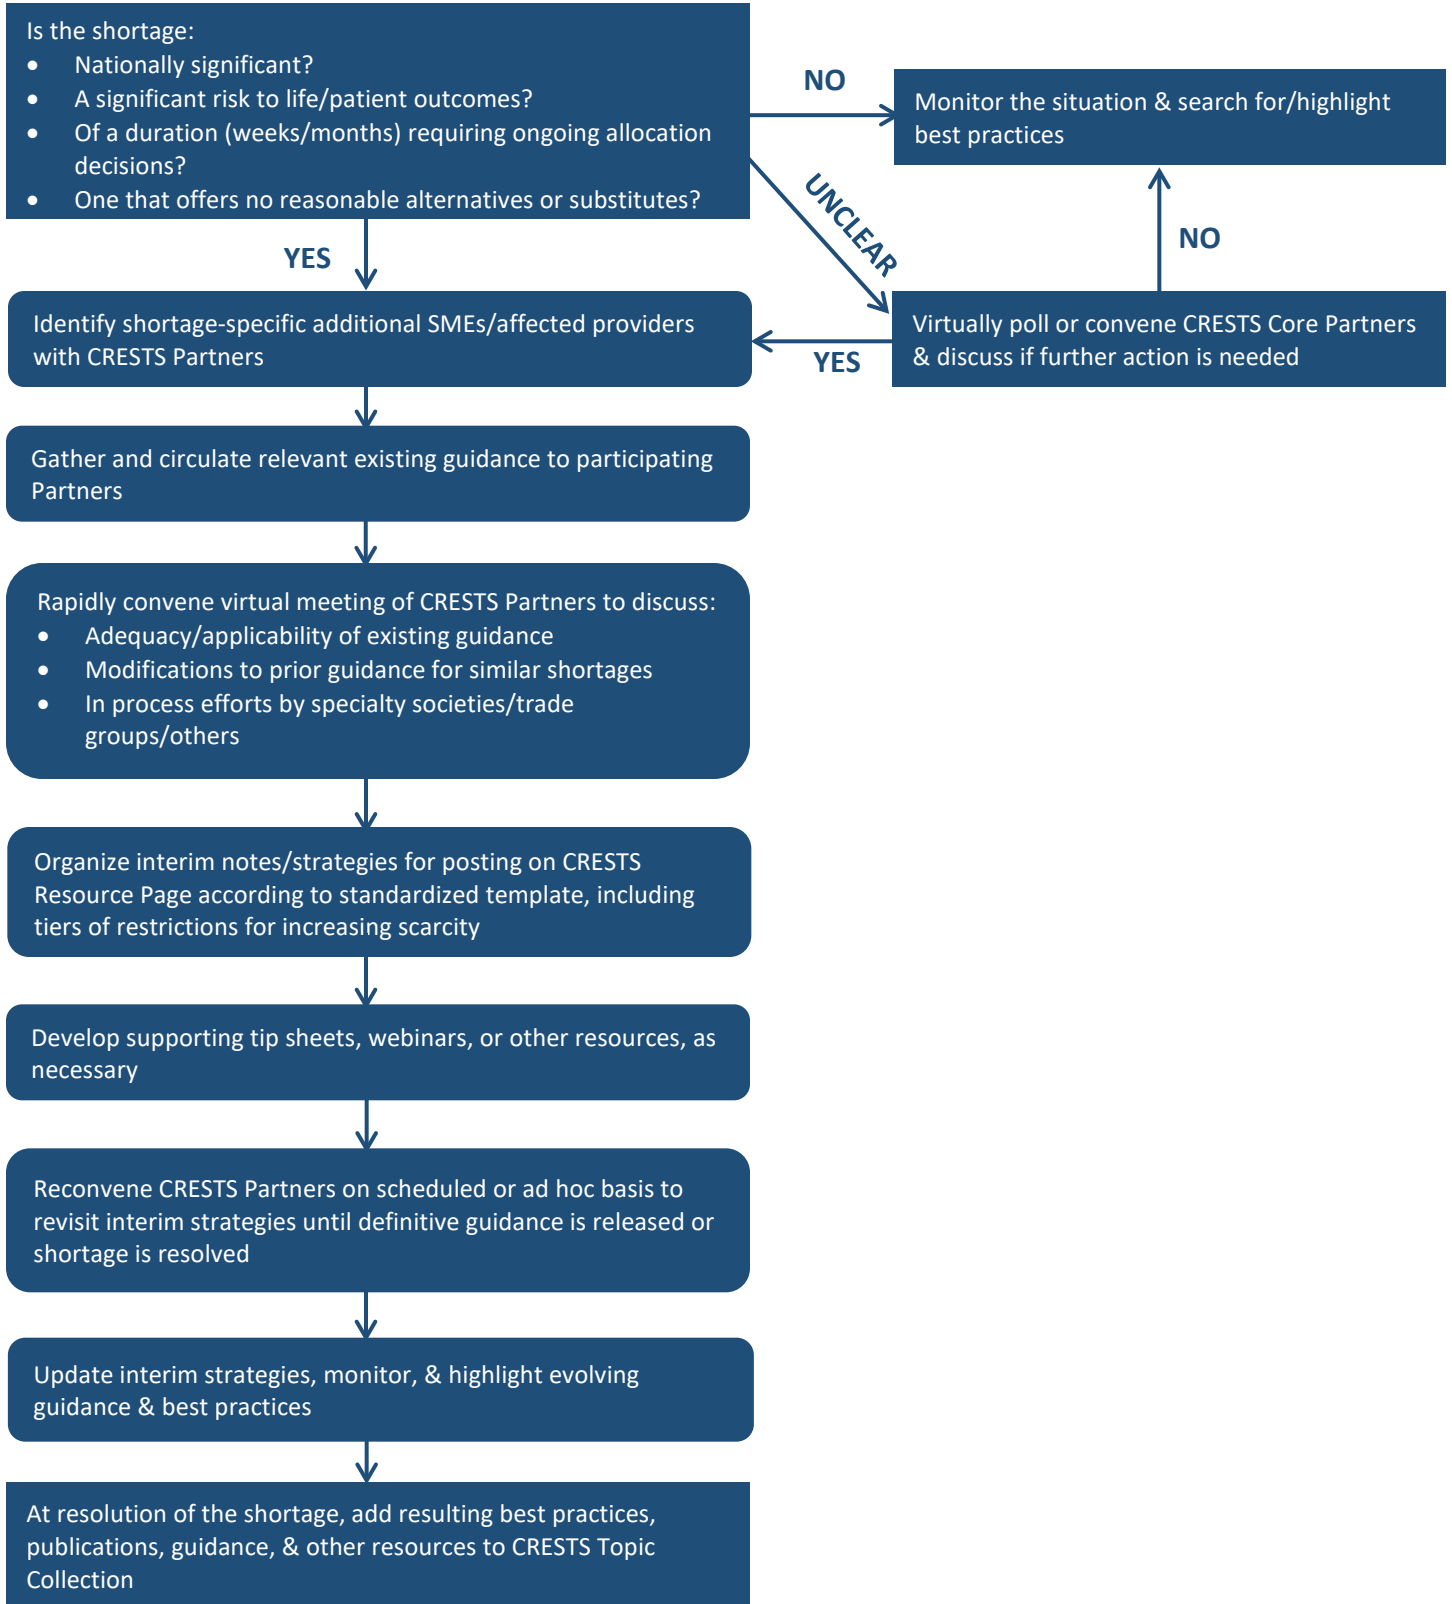 Is the shortage:
• Nationally significant?
• A significant risk to life/patient outcomes?
• Of a duration (weeks/months) requiring ongoing allocation
decisions?
• One that offers no reasonable alternatives or substitutes?
NO
Monitor the situation & search for/highlight
best practices
UNCLEAR
NO
YES
Identify shortage-specific additional SMEs/affected providers
with CRESTS Partners
YES
Virtually poll or convene CRESTS Core Partners
& discuss if further action is needed
Gather and circulate relevant existing guidance to participating
Partners
Rapidly convene virtual meeting of CRESTS Partners to discuss:
• Adequacy/applicability of existing guidance
• Modifications to prior guidance for similar shortages
• In process efforts by specialty societies/trade
groups/others
Organize interim notes/strategies for posting on CRESTS
Resource Page according to standardized template, including
tiers of restrictions for increasing scarcity
Develop supporting tip sheets, webinars, or other resources, as
necessary
Reconvene CRESTS Partners on scheduled or ad hoc basis to
revisit interim strategies until definitive guidance is released or
shortage is resolved
Update interim strategies, monitor, & highlight evolving
guidance & best practices
At resolution of the shortage, add resulting best practices,
publications, guidance, & other resources to CRESTS Topic
Collection